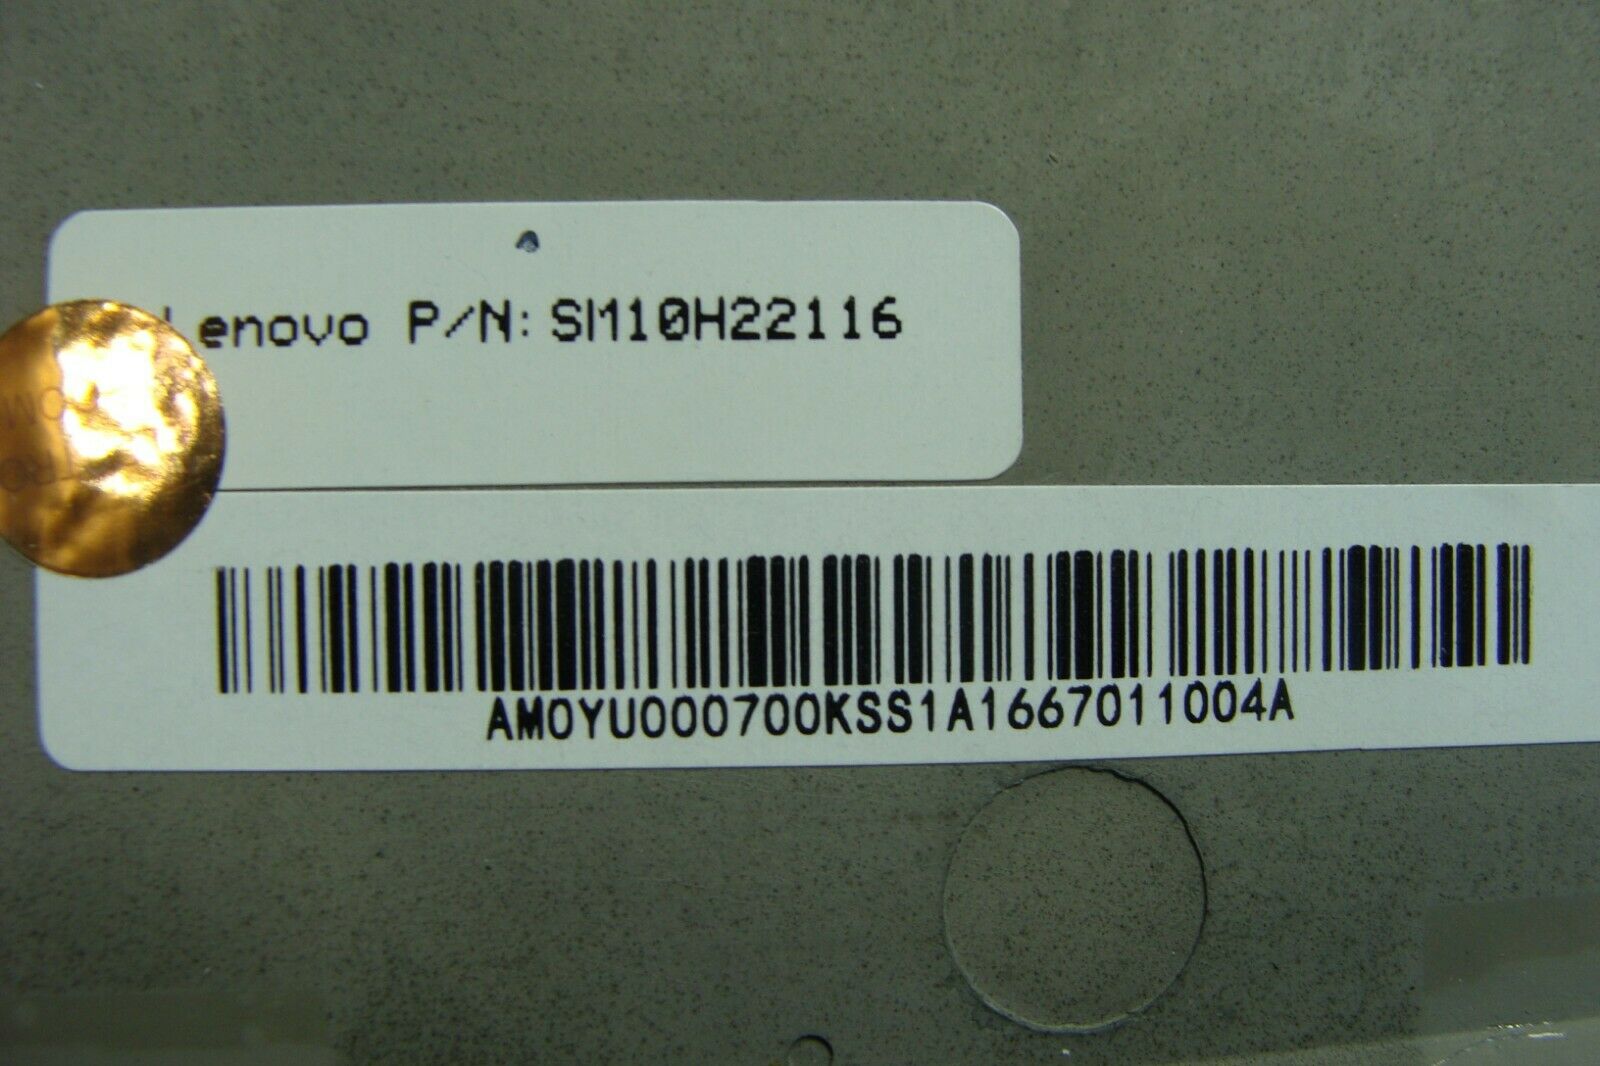 Lenovo P/N: SM10H22116
AM0YU000700KSS1A1667011004A